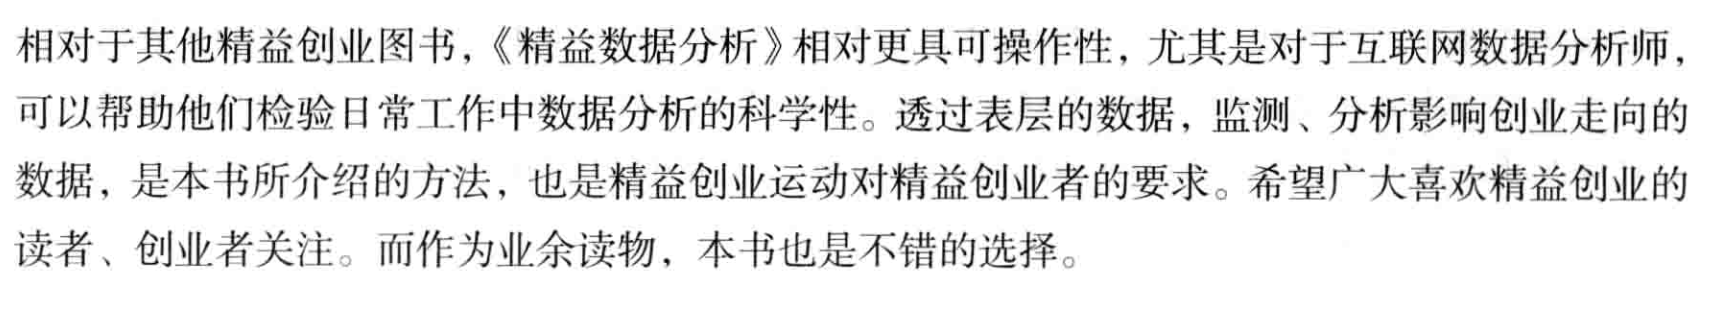 相对于其他精益创业图书，《精益数据分析》相对更具可操作性，尤其是对于互联网数据分析师，
可以帮助他们检验日常工作中数据分析的科学性。透过表层的数据，监测、分析影响创业走向的
数据，是本书所介绍的方法，也是精益创业运动对精益创业者的要求。希望广大喜欢精益创业的
读者、创业者关注。而作为业余读物，本书也是不错的选择。